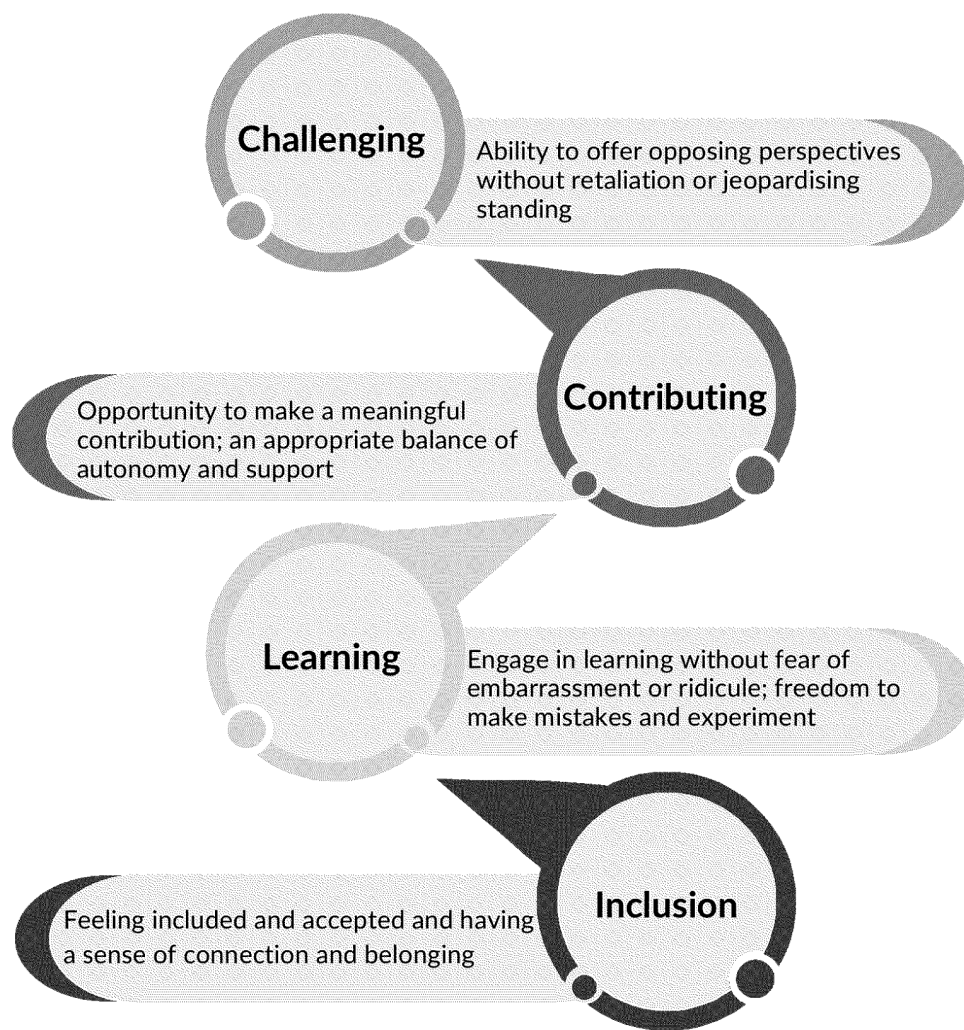 Challenging
Ability to offer opposing perspectives
without retaliation or jeopardising
standing
Contributing
Opportunity to make a meaningful
contribution; an appropriate balance of
autonomy and support
Learning
Engage in learning without fear of
embarrassment or ridicule; freedom to
make mistakes and experiment
Inclusion
Feeling included and accepted and having
a sense of connection and belonging